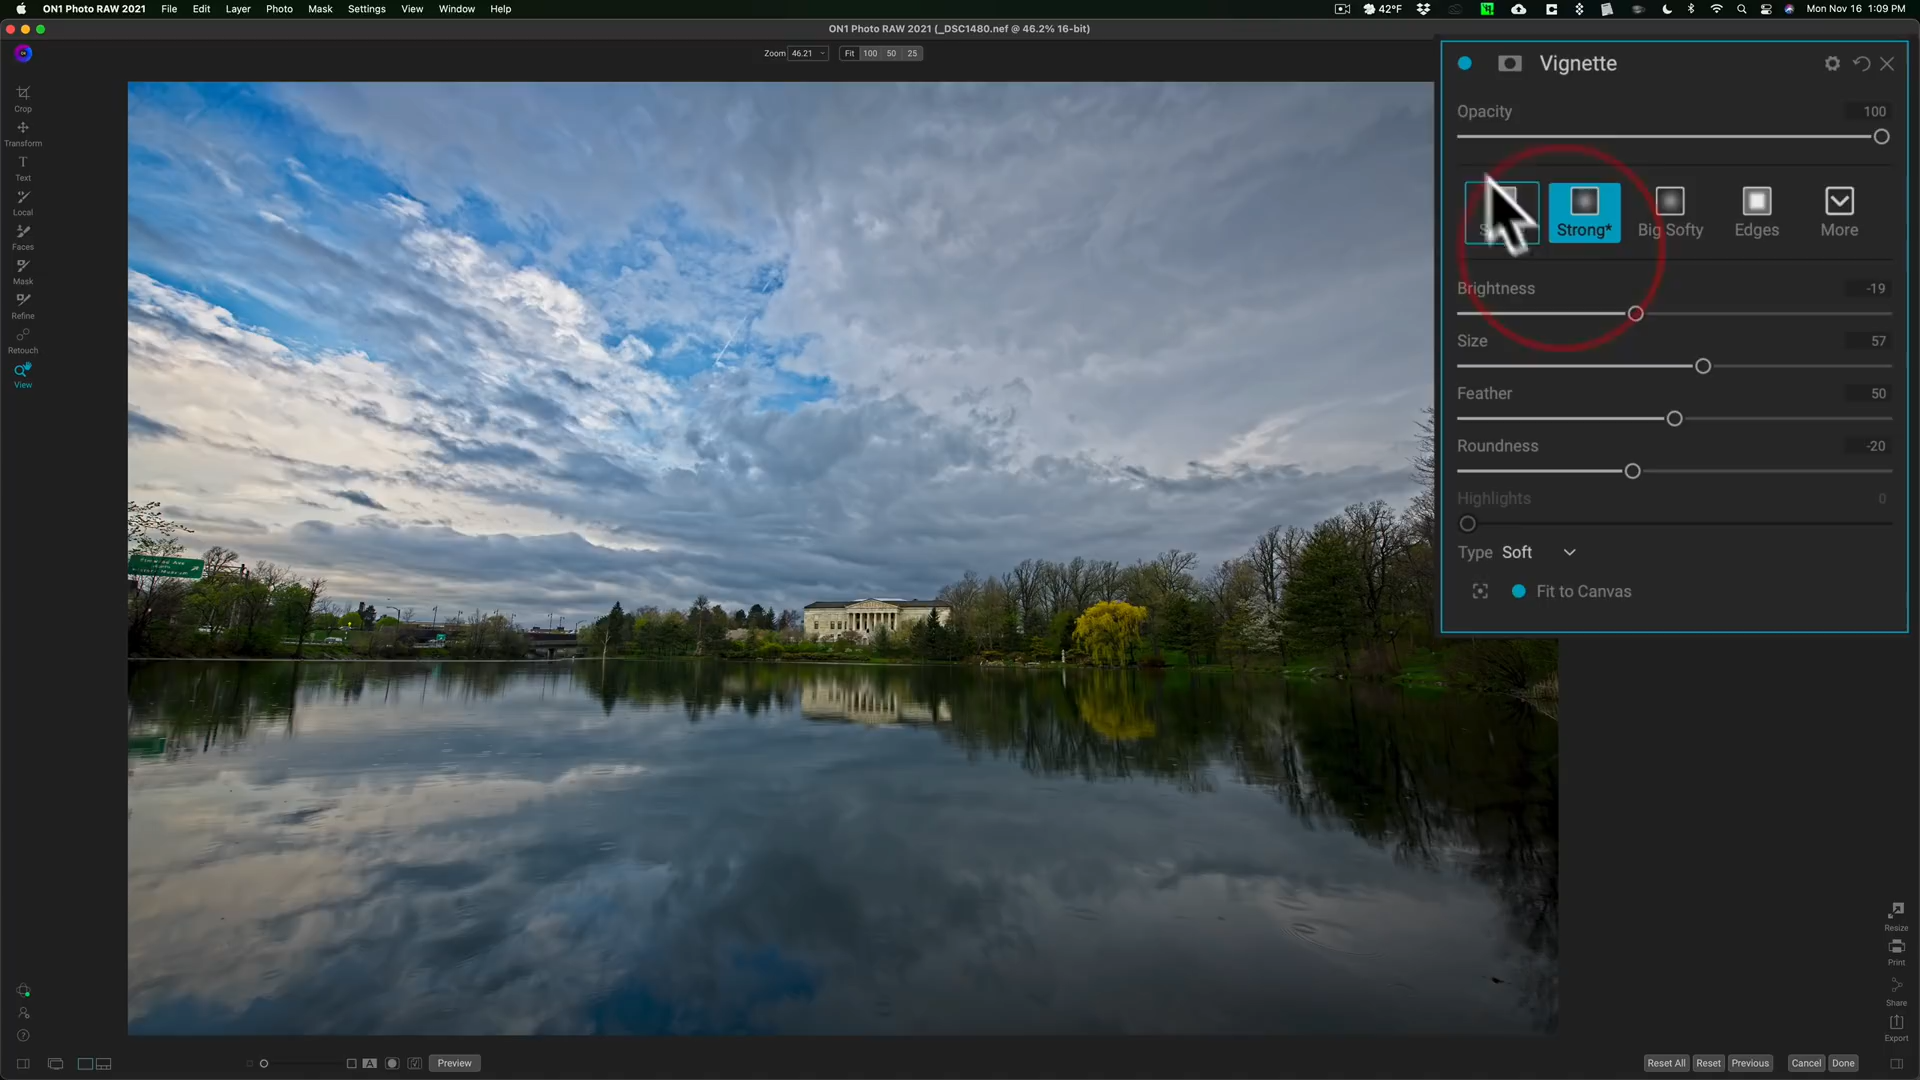 ON1 Photo RAW 2021 File Edit Layer Photo Mask Settings View Window Help
42°F Mon Nov 16 1:09 PM
ON1 Photo RAW 2021 (_DSC1480.nef @ 46.2% 16-bit)
Zoom 46.21 Fit 100 50 25
Crop
Transform
Text
Local
Faces
Mask
Refine
Retouch
View
Vignette
Opacity 100
Strong* Big Softy Edges More
Brightness -19
Size 57
Feather 50
Roundness -20
Highlights 0
Type Soft
Fit to Canvas
Resize
Print
Share
Export
A Preview Reset All Reset Previous Cancel Done